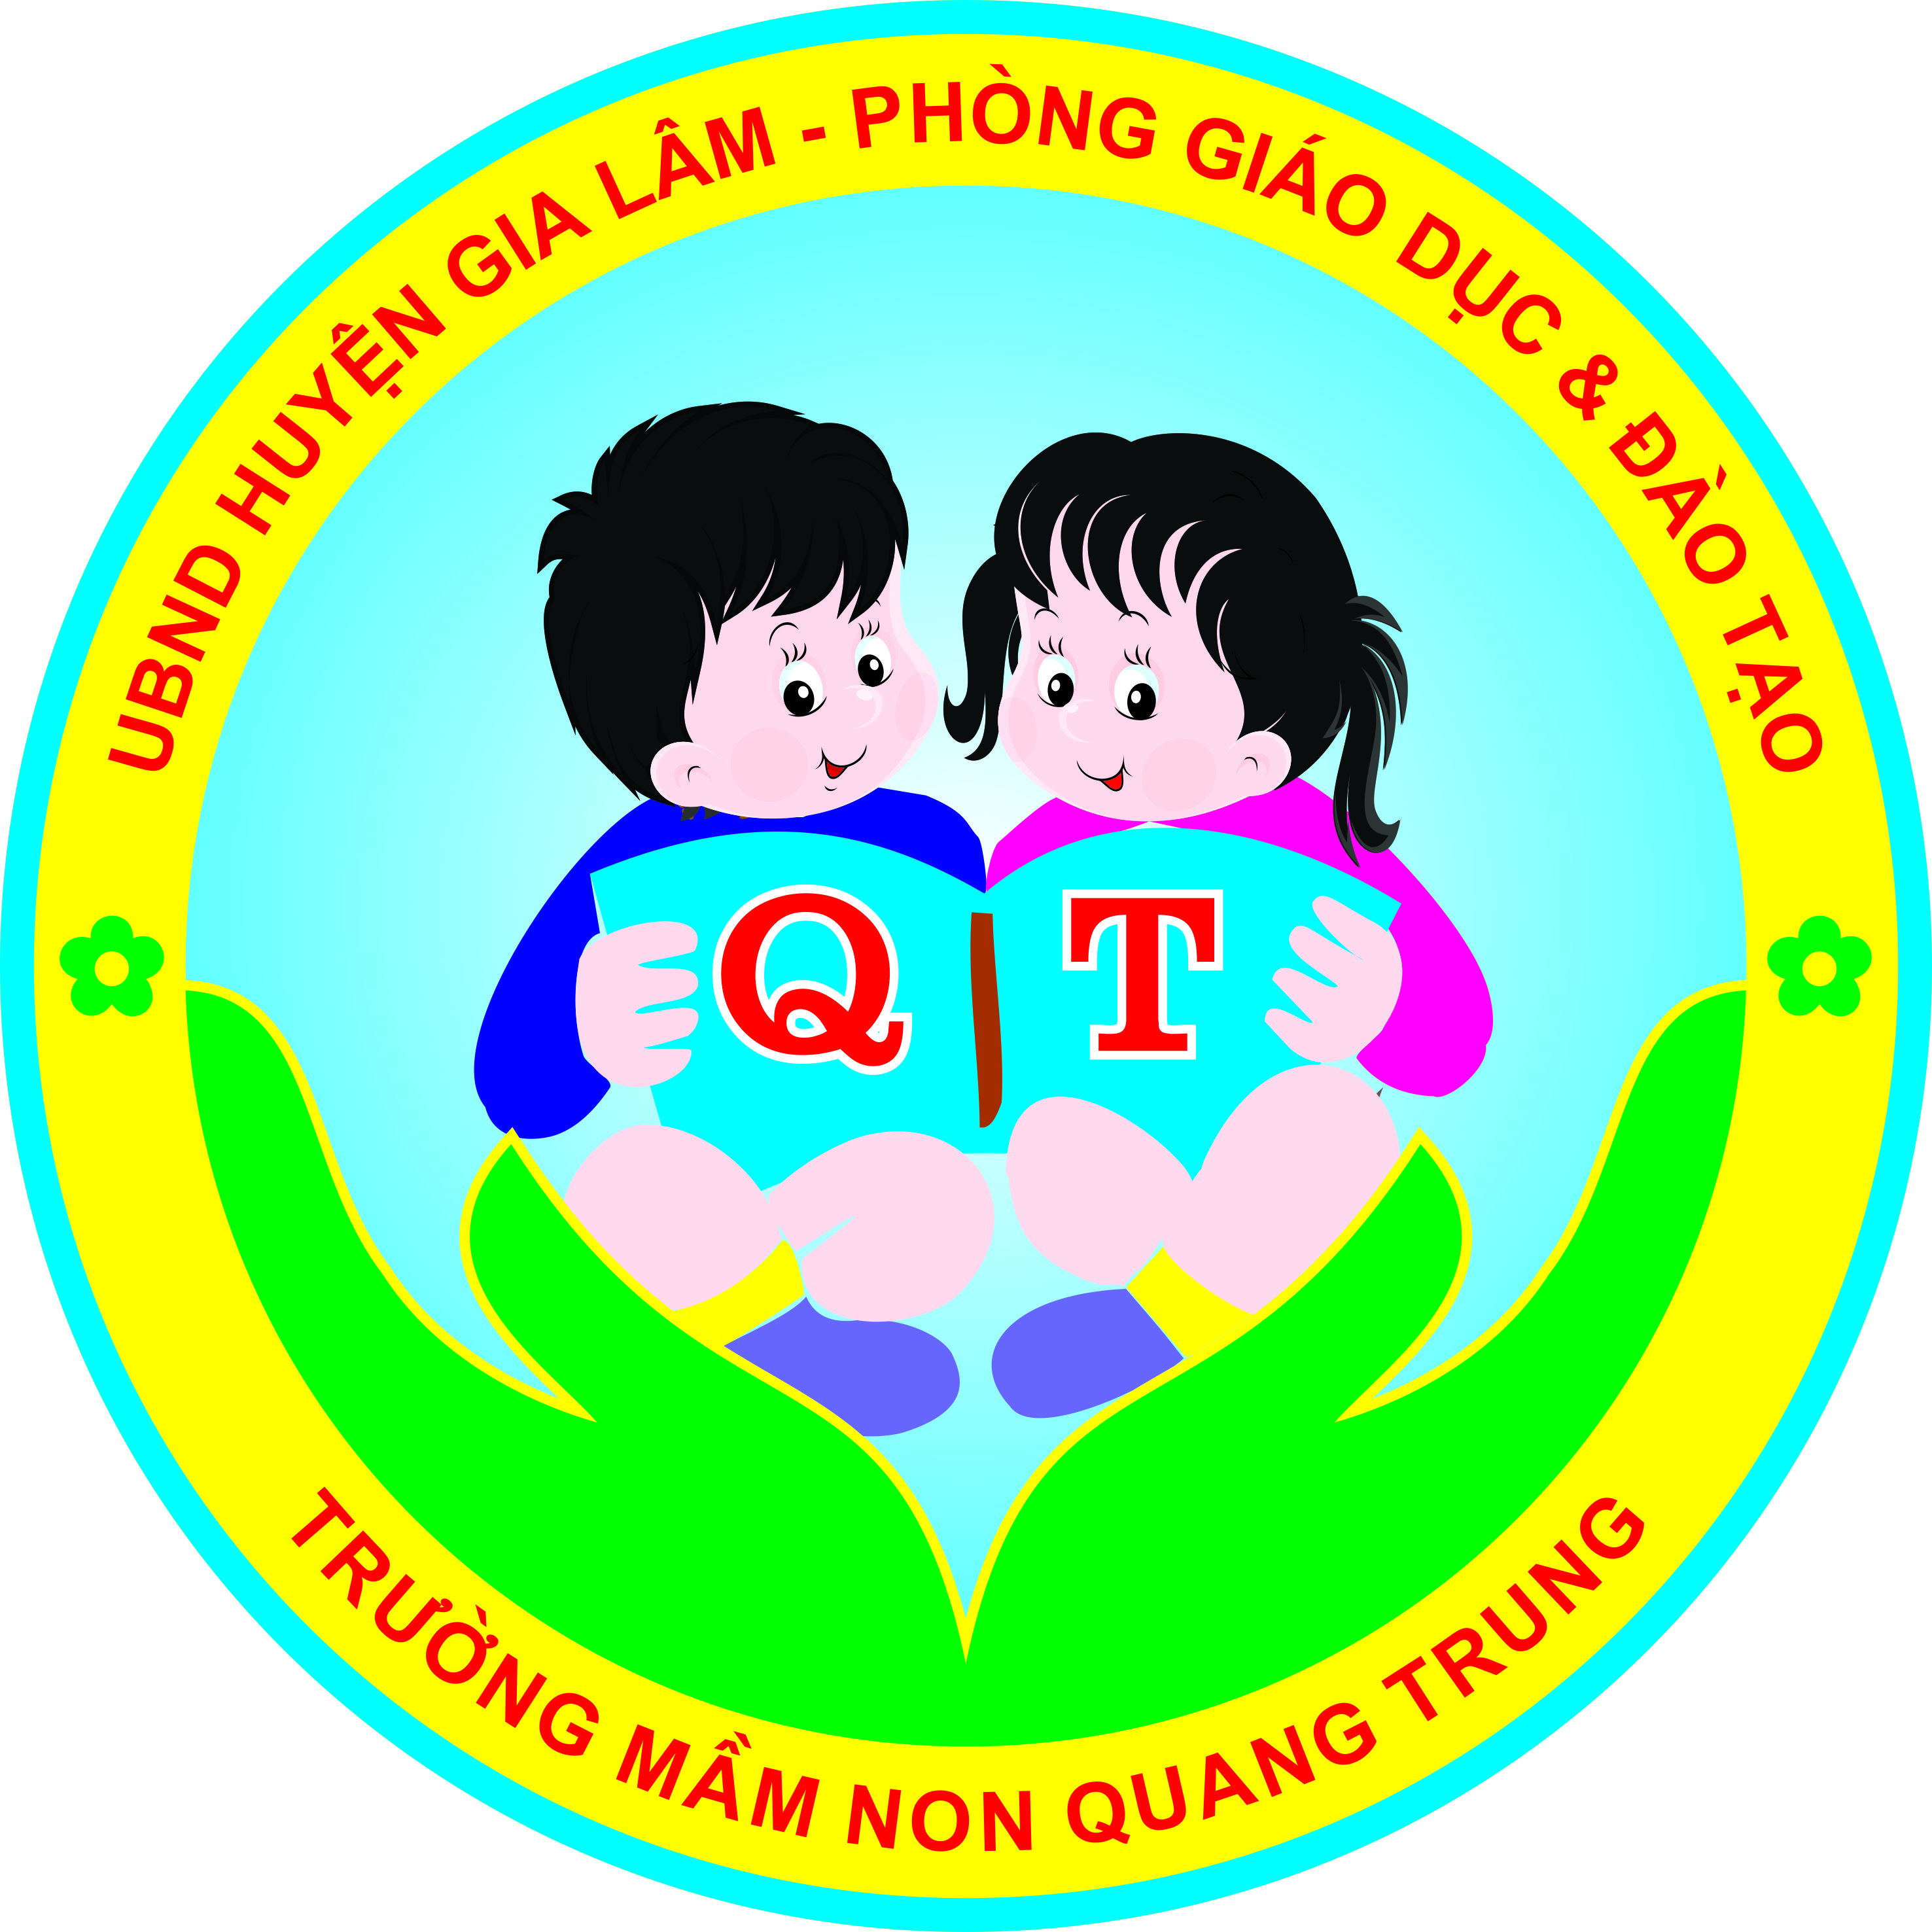 UBND HUYỆN GIA LÂM - PHÒNG GIÁO DỤC & ĐÀO TẠO
Q T
TRƯỜNG MẦM NON QUANG TRUNG